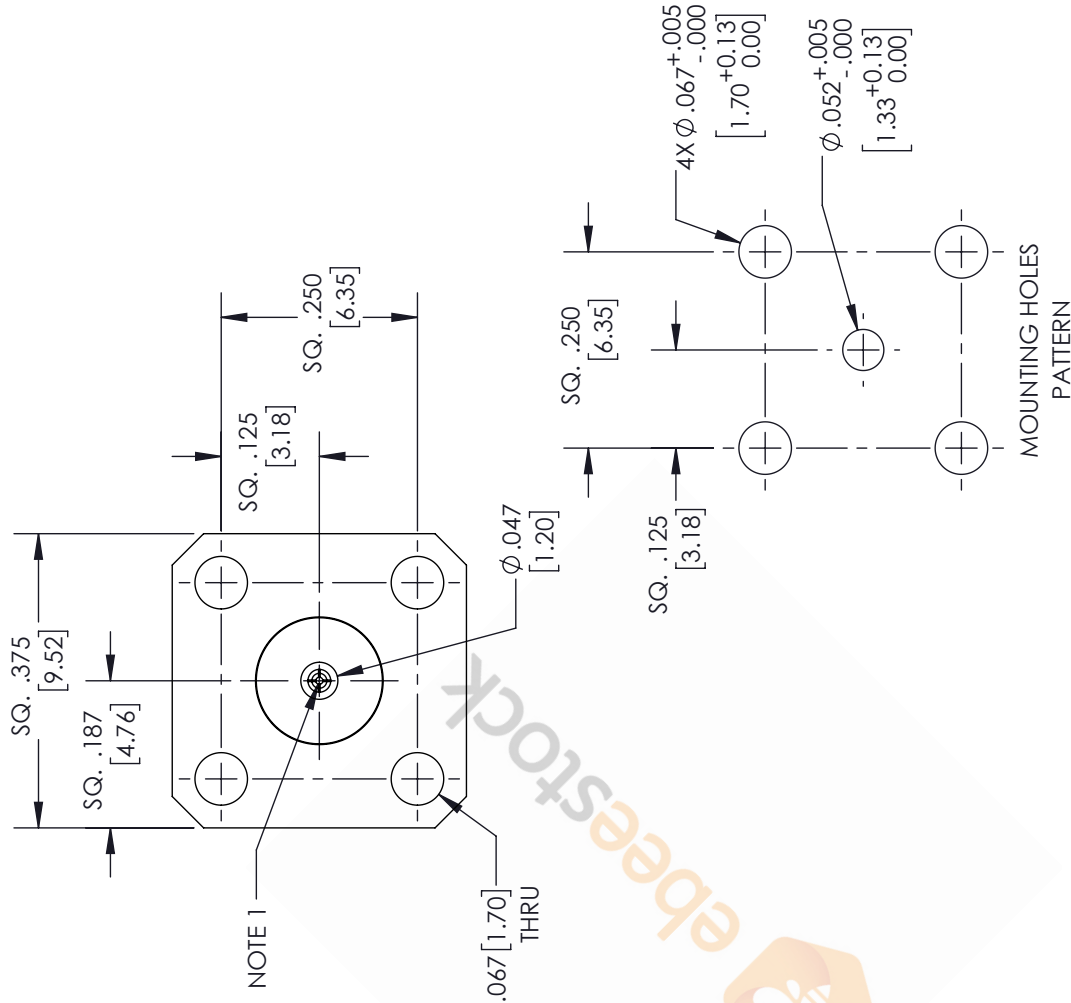 SQ. .375
[9.52]
SQ. .187
[4.76]
SQ. .125
[3.18]
SQ. .250
[6.35]
NOTE 1
Ø.047
[1.20]
.067 [1.70]
THRU
SQ. .250
[6.35]
SQ. .125
[3.18]
4X Ø.067 +.005
-.000
[1.70 +0.13
0.00]
Ø.052 +.005
-.000
[1.33 +0.13
0.00]
MOUNTING HOLES
PATTERN
ebeestock